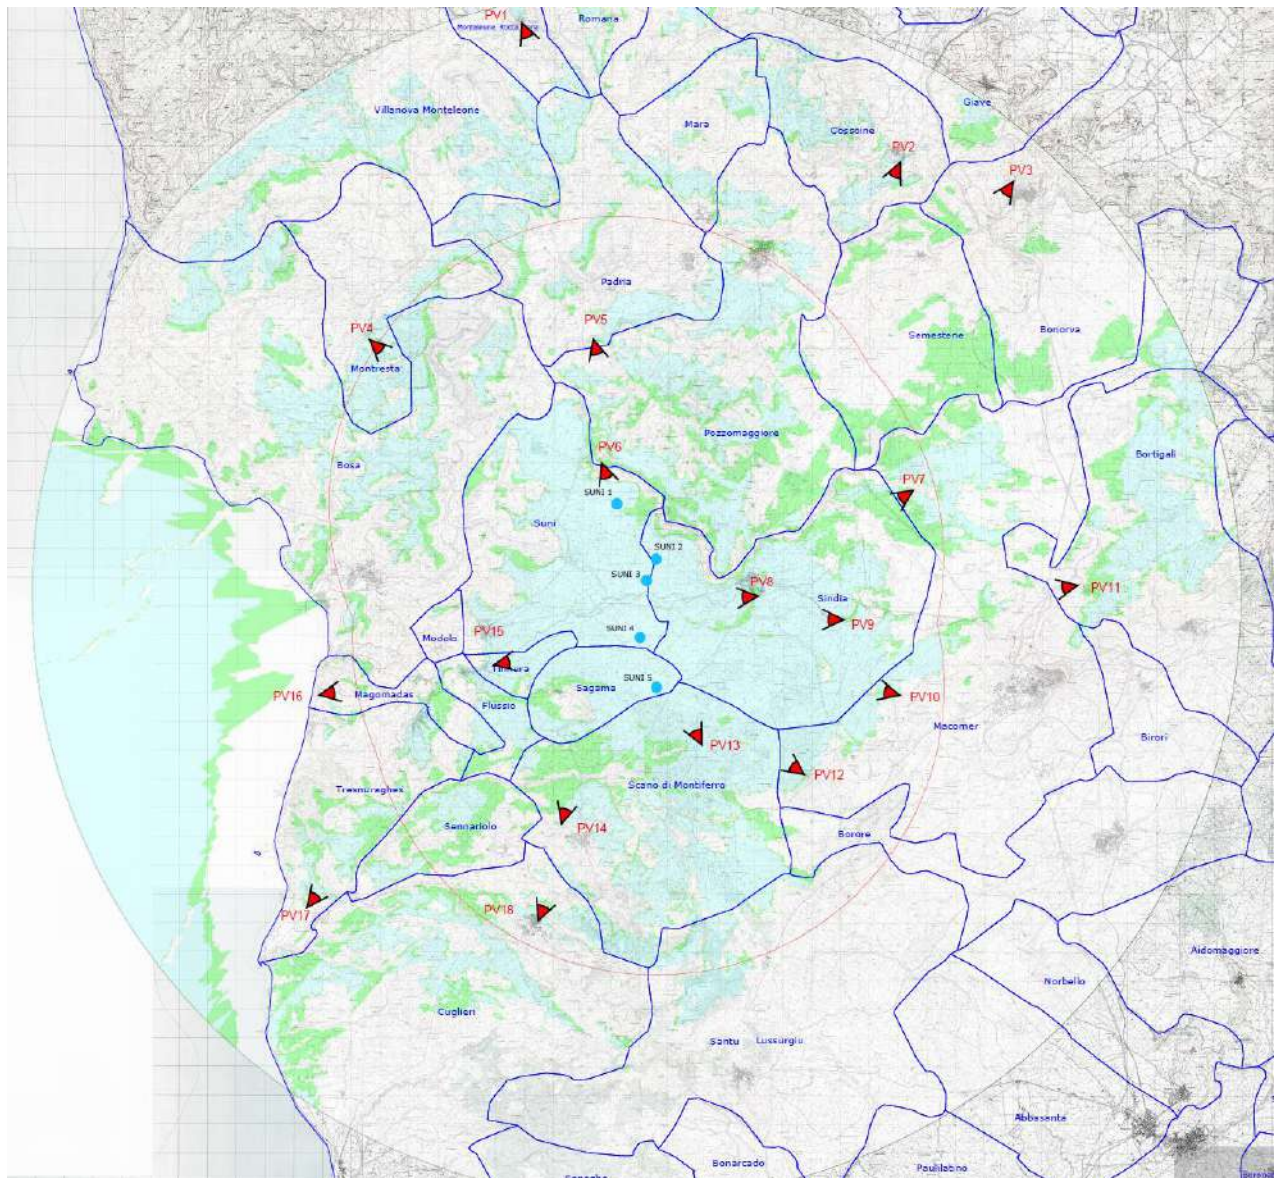 PV1
Romana
Villanova Monteleone
Giave
Mara
Cossoine
PV2
PV3
Padria
PV4
PV5
Montresta
Semestene
Bonorva
Pozzomaggiore
PV6
Bosa
Bortigali
PV7
SUNI 1
Suni
SUNI 2
SUNI 3
PV8
Sindia
PV11
PV9
SUNI 4
PV15
Modolo
Sagama
SUNI 5
PV16
Magomadas
Flussio
PV10
Macomer
Birori
PV13
PV12
Tresnuraghes
Scano di Montiferro
PV14
Sennariolo
Borore
PV17
PV18
Aidomaggiore
Norbello
Cuglieri
Santu Lussurgiu
Abbasanta
Bonarcado
Paulilatino